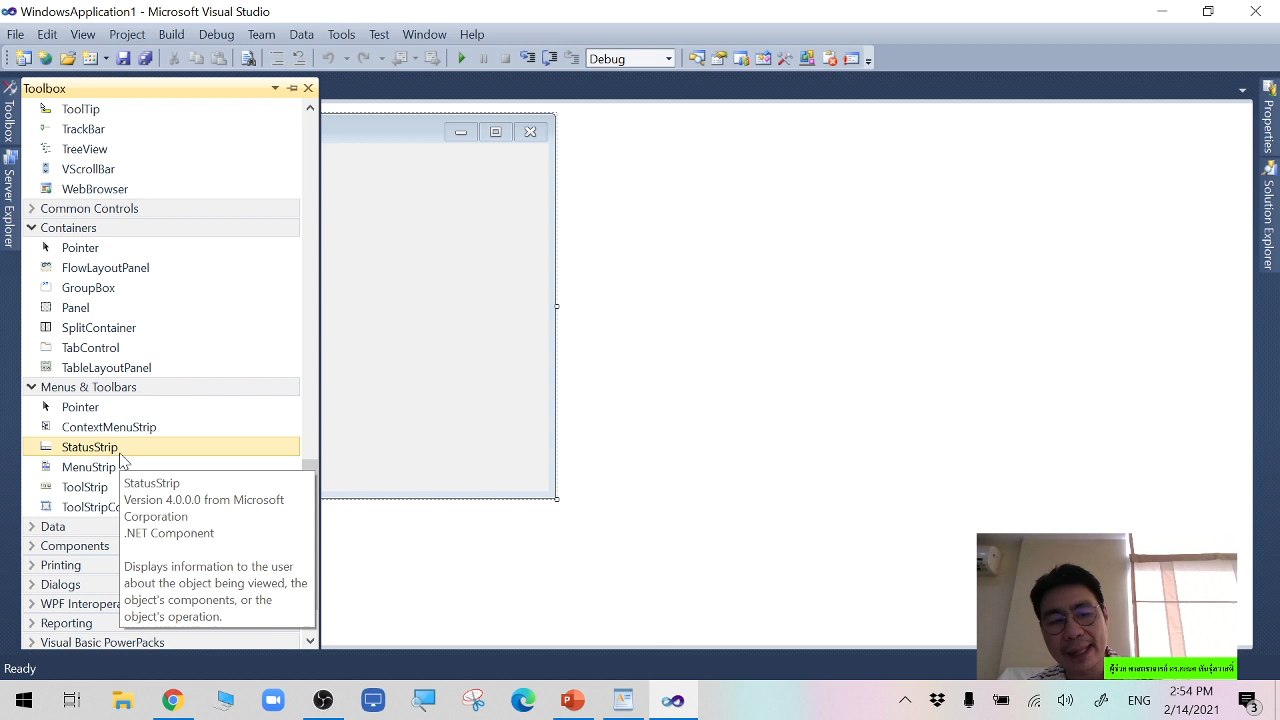 WindowsApplication1 - Microsoft Visual Studio
File Edit View Project Build Debug Team Data Tools Test Window Help
Debug
Toolbox
Toolbox
Server Explorer
ToolTip
TrackBar
TreeView
VScrollBar
WebBrowser
Common Controls
Containers
Pointer
FlowLayoutPanel
GroupBox
Panel
SplitContainer
TabControl
TableLayoutPanel
Menus & Toolbars
Pointer
ContextMenuStrip
StatusStrip
MenuStrip
ToolStrip
ToolStripCo
Data
Components
Printing
Dialogs
WPF Interopera
Reporting
Visual Basic PowerPacks
StatusStrip
Version 4.0.0.0 from Microsoft
Corporation
.NET Component
Displays information to the user
about the object being viewed, the
object's components, or the
object's operation.
Properties
Solution Explorer
Ready
ENG
2:54 PM
2/14/2021
3